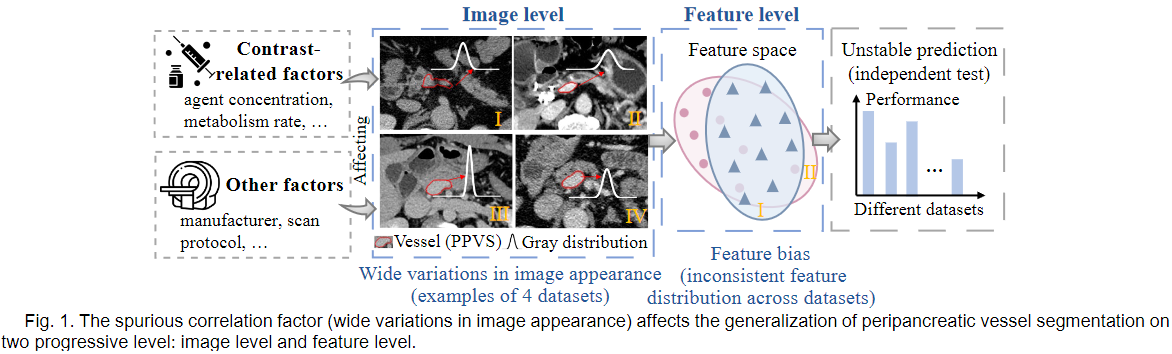 Image level
Feature level
Contrast-
related factors
agent concentration,
metabolism rate, ...
Other factors
manufacturer, scan
protocol, ...
Affecting
I
II
III
IV
Vessel (PPVS)
Gray distribution
Wide variations in image appearance
(examples of 4 datasets)
Feature space
II
I
Feature bias
(inconsistent feature
distribution across datasets)
Unstable prediction
(independent test)
Performance
...
Different datasets
Fig. 1. The spurious correlation factor (wide variations in image appearance) affects the generalization of peripancreatic vessel segmentation on
two progressive level: image level and feature level.